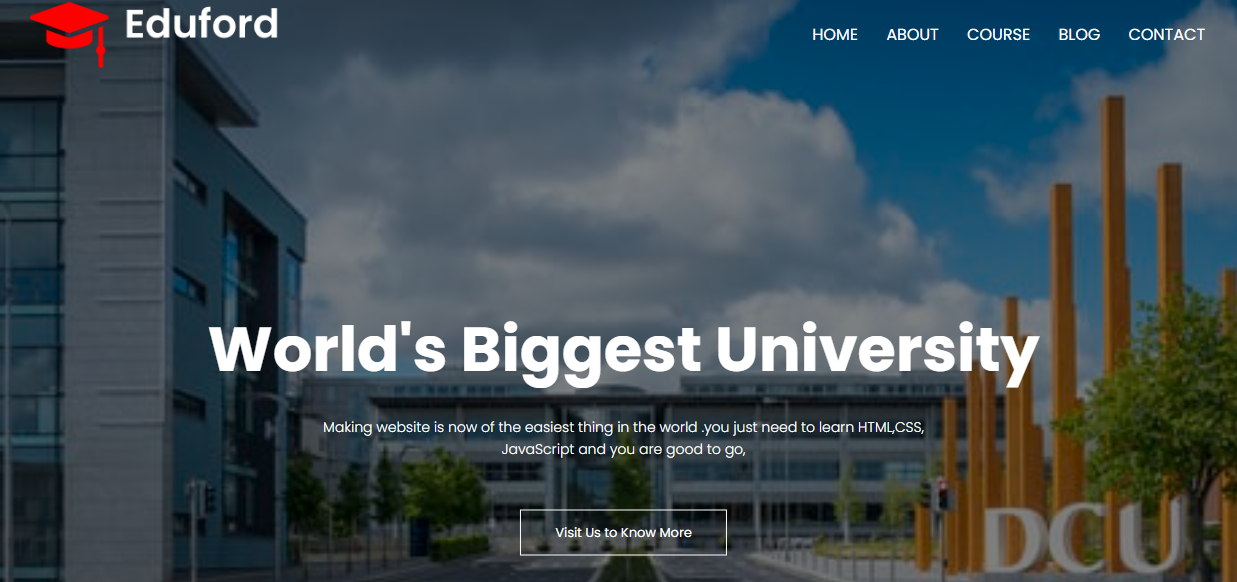 Eduford
HOME ABOUT COURSE BLOG CONTACT
World's Biggest University
Making website is now of the easiest thing in the world .you just need to learn HTML,CSS,
JavaScript and you are good to go,
Visit Us to Know More
DCU